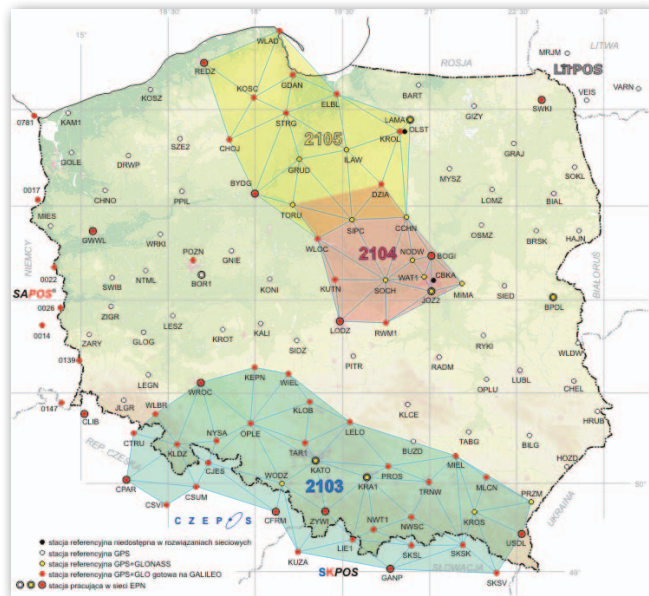 15° 16°30' 18° 19°30' 21° 22°30' 24°
WLAD
REDZ
MRJM
LITWA
ROSJA
LITPOS
GDAN
VEIS
VARN
KOSZ
KOSC
ELBL
BART
SWKI
0781
KAM1
STRG
LAMA
OLST
GIZY
2105
KROL
SZE2
CHOJ
GRAJ
GOLE
DRWP
ILAW
GRUD
MYSZ
SOKL
0017
CHNO
PPIL
BYDG
DZIA
LOMZ
BIAL
MIES
TORU
SIPC
CCHN
GWWL
WRKI
OSMZ
BRSK
HAJN
NIEMCY
WLOC
2104
NODW
BOGI
POZN
GNIE
BIAŁORUŚ
0022
BOR1
KUTN
WAT1
CBKA
SAPOS
SWIB
NTML
KONI
SOCH
JOZ2
MIMA
SIED
BPDL
0026
ZIGR
LESZ
LODZ
RWM1
0014
KROT
KALI
ZARY
GLOG
SIDZ
RYKI
WLDW
0139
PITR
RADM
KEPN
LUBL
LEGN
WROC
WIEL
OPLU
CHEL
0147
JLGR
WLBR
KLOB
KLCE
HRUB
CLIB
CTRU
NYSA
OPLE
LELO
TABG
BILG
REP. CZESKA
KLDZ
TAR1
BUZD
MIEL
HOZD
CJES
KATO
PROS
CPAR
WODZ
2103
KRA1
TRNW
MLCN
PRZM
50°
CSUM
CSVI
CZEPOS
CFRM
ZYWI
NWT1
NWSC
KROS
UKRAINA
USDL
LIE1
SKSL
SKSK
KUZA
SKPOS
GANP
SŁOWACJA
SKSV
49°
stacja referencyjna niedostępna w rozwiązaniach sieciowych
stacja referencyjna GPS
stacja referencyjna GPS+GLONASS
stacja referencyjna GPS+GLO gotowa na GALILEO
stacja pracująca w sieci EPN